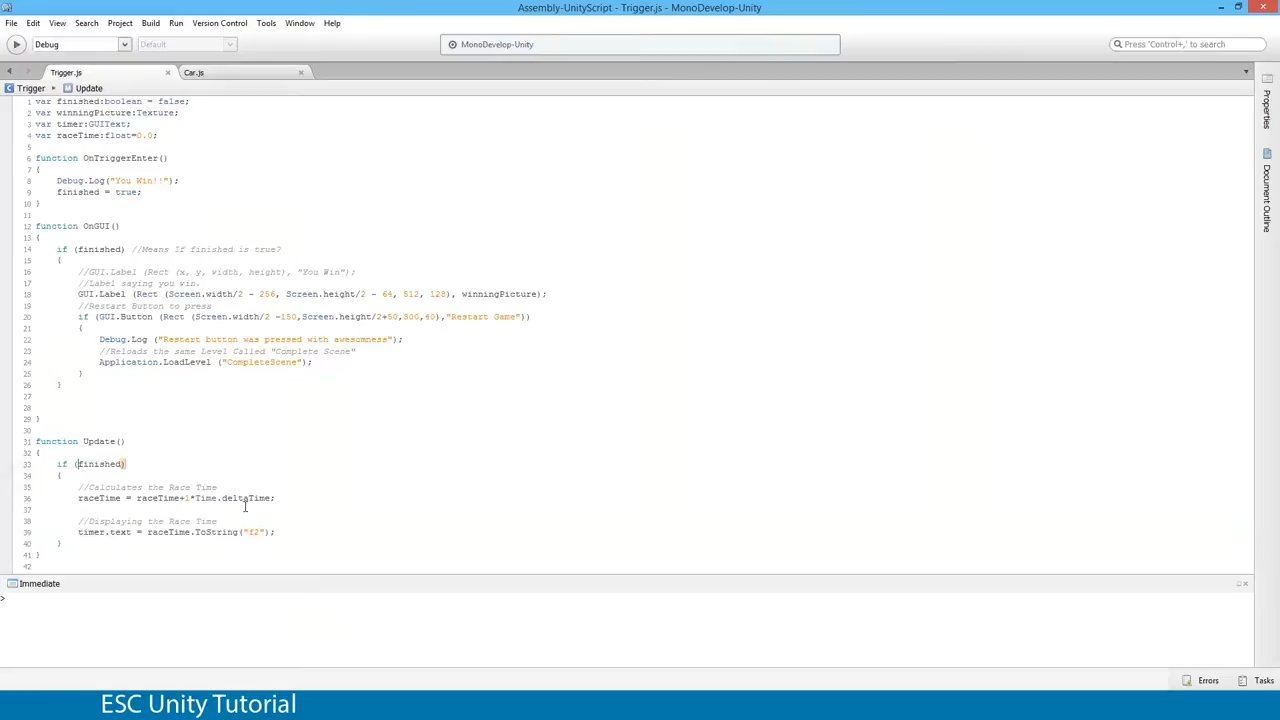 Assembly-UnityScript - Trigger.js - MonoDevelop-Unity
File Edit View Search Project Build Run Version Control Tools Window Help
Debug Default MonoDevelop-Unity Press 'Control+,' to search
Trigger.js Car.js
Trigger Update
1 var finished:boolean = false;
2 var winningPicture:Texture;
3 var timer:GUIText;
4 var raceTime:float=0.0;
5
6 function OnTriggerEnter()
7 {
8 Debug.Log("You Win!!");
9 finished = true;
10 }
11
12 function OnGUI()
13 {
14 if (finished) //Means If finished is true?
15 {
16 //GUI.Label (Rect (x, y, width, height), "You Win");
17 //Label saying you win.
18 GUI.Label (Rect (Screen.width/2 - 256, Screen.height/2 - 64, 512, 128), winningPicture);
19 //Restart Button to press
20 if (GUI.Button (Rect (Screen.width/2 -150,Screen.height/2+50,300,40),"Restart Game"))
21 {
22 Debug.Log ("Restart button was pressed with awesomness");
23 //Reloads the same Level Called "Complete Scene"
24 Application.LoadLevel ("CompleteScene");
25 }
26 }
27
28
29 }
30
31 function Update()
32 {
33 if (finished)
34 {
35 //Calculates the Race Time
36 raceTime = raceTime+1*Time.deltaTime;
37
38 //Displaying the Race Time
39 timer.text = raceTime.ToString("f2");
40 }
41 }
42
Properties
Document Outline
Immediate
>
Errors Tasks
ESC Unity Tutorial